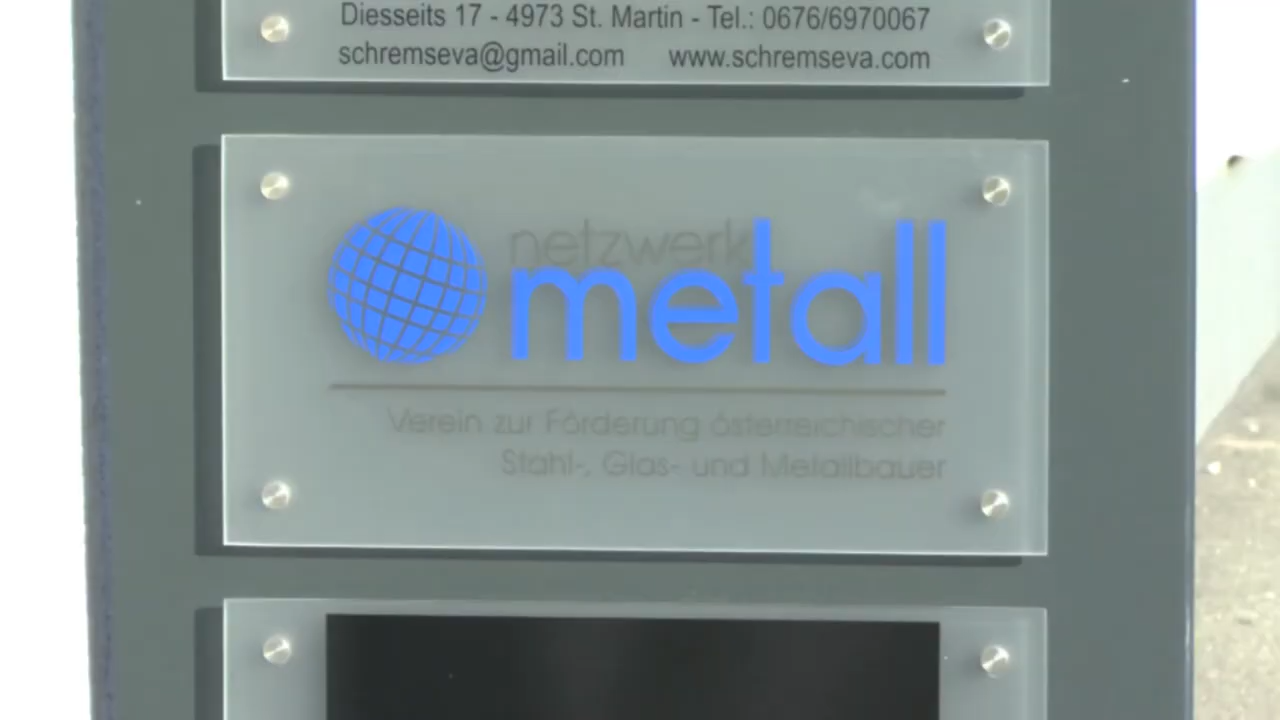 Diesseits 17 - 4973 St. Martin - Tel.: 0676/6970067
schremseva@gmail.com www.schremseva.com
netzwerk
metall
Verein zur Förderung österreichischer
Stahl-, Glas- und Metallbauer